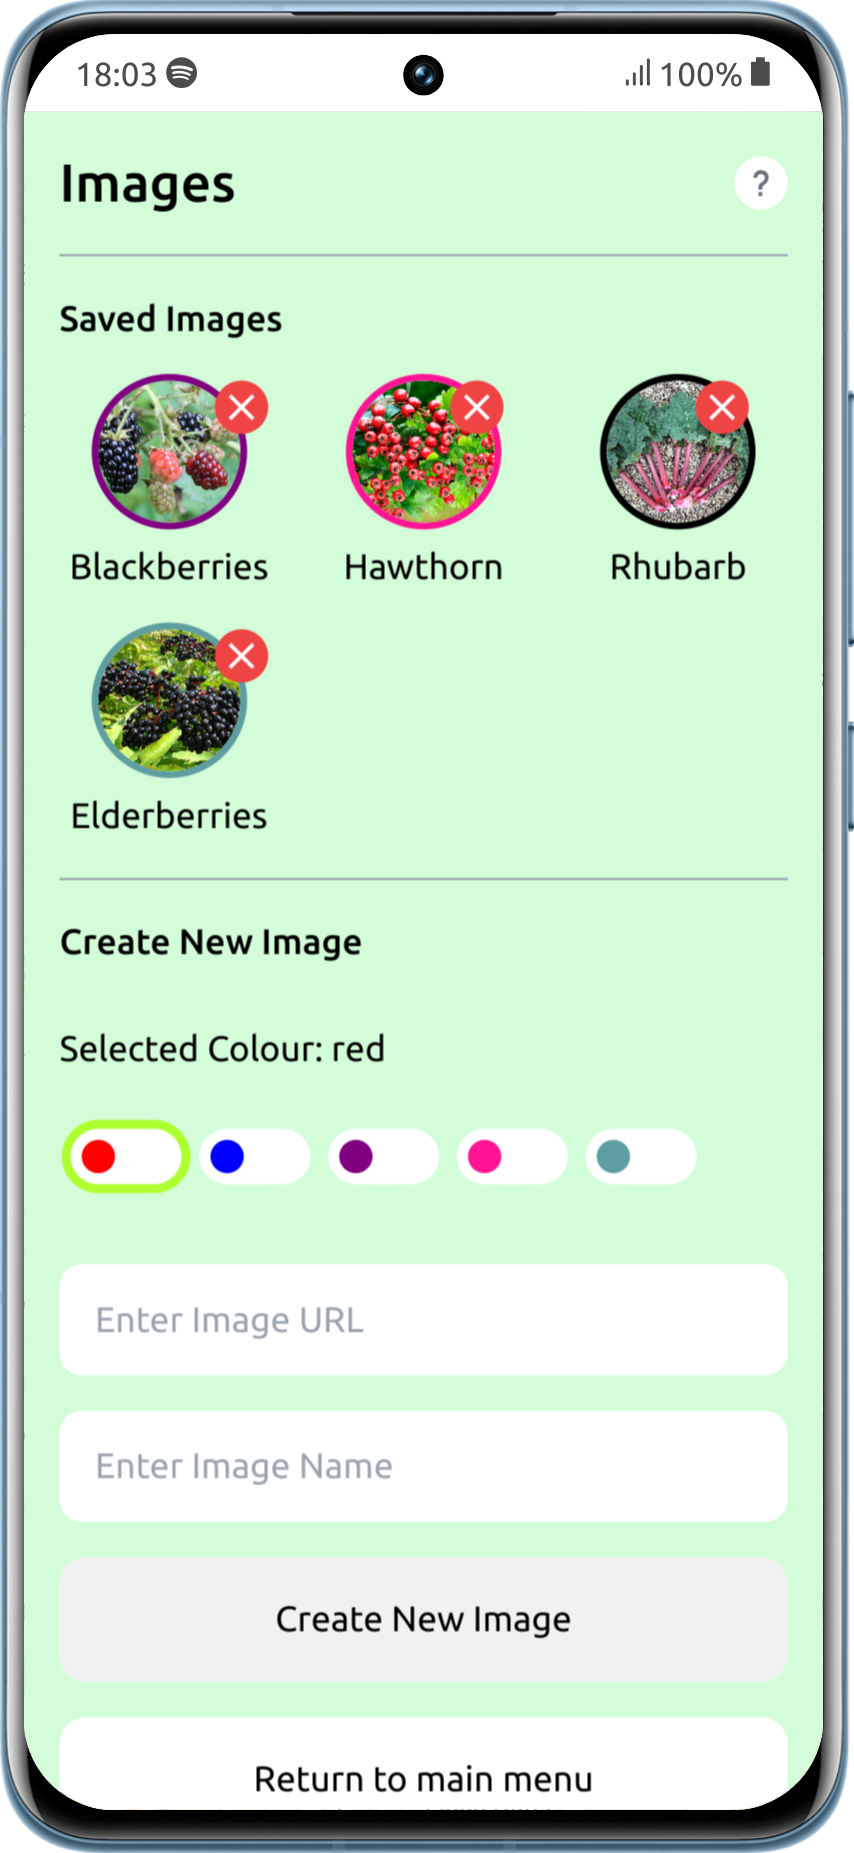 18:03 100%
Images ?
Saved Images
Blackberries Hawthorn Rhubarb
Elderberries
Create New Image
Selected Colour: red
Enter Image URL
Enter Image Name
Create New Image
Return to main menu